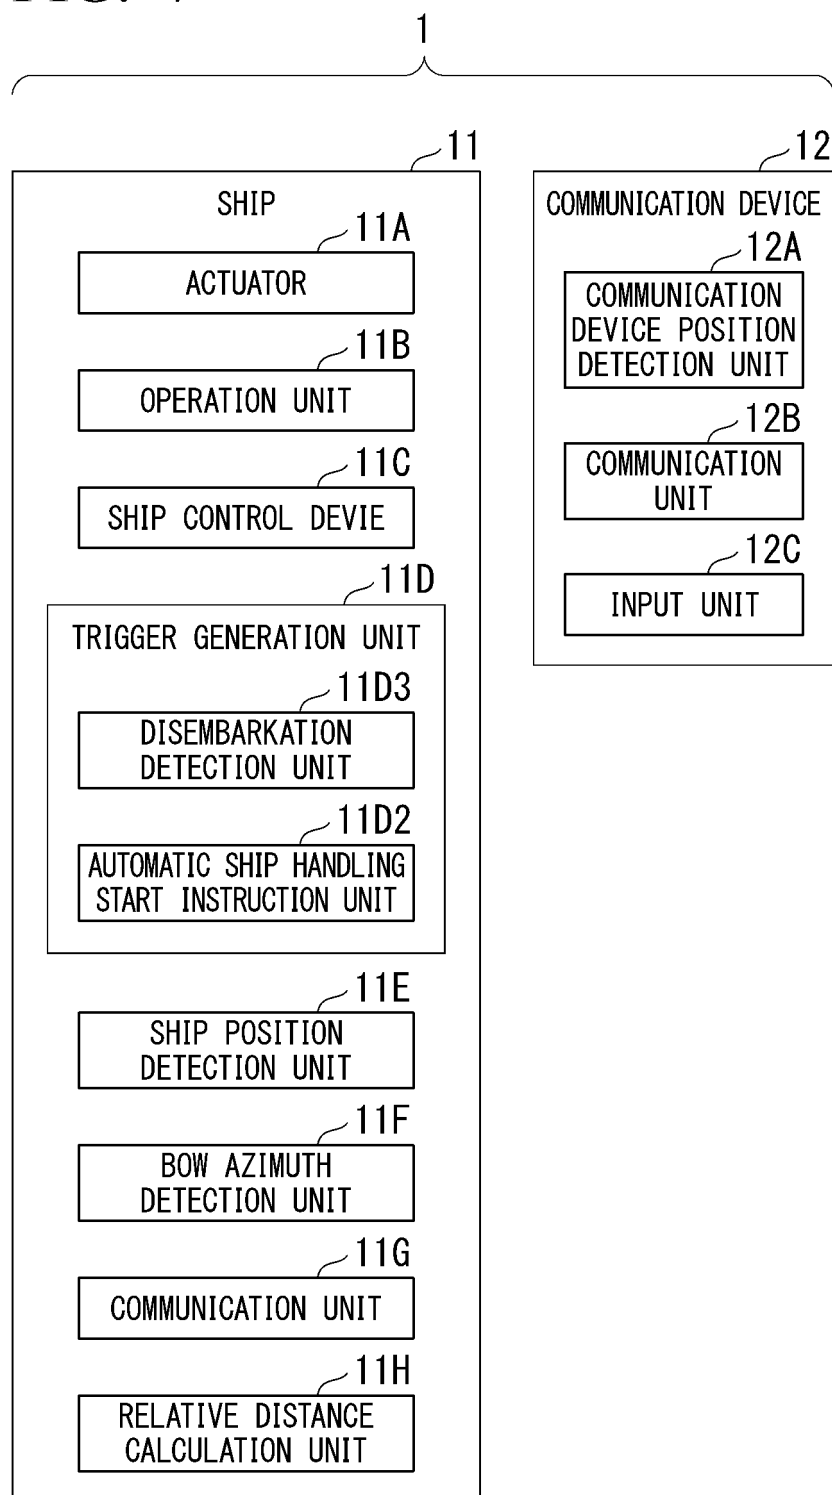 1
11
SHIP
11A
ACTUATOR
11B
OPERATION UNIT
11C
SHIP CONTROL DEVIE
11D
TRIGGER GENERATION UNIT
11D3
DISEMBARKATION
DETECTION UNIT
11D2
AUTOMATIC SHIP HANDLING
START INSTRUCTION UNIT
11E
SHIP POSITION
DETECTION UNIT
11F
BOW AZIMUTH
DETECTION UNIT
11G
COMMUNICATION UNIT
11H
RELATIVE DISTANCE
CALCULATION UNIT
12
COMMUNICATION DEVICE
12A
COMMUNICATION
DEVICE POSITION
DETECTION UNIT
12B
COMMUNICATION
UNIT
12C
INPUT UNIT